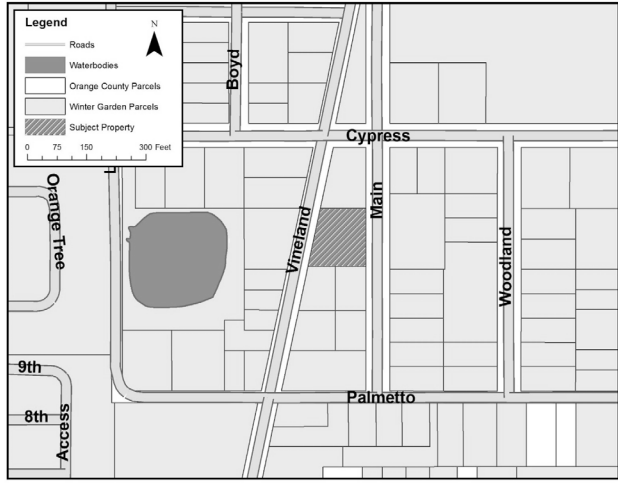 Legend
N
Roads
Waterbodies
Orange County Parcels
Winter Garden Parcels
Subject Property
0 75 150 300 Feet
Boyd
Cypress
L
Orange Tree
Vineland
Main
Woodland
9th
8th
Access
Palmetto